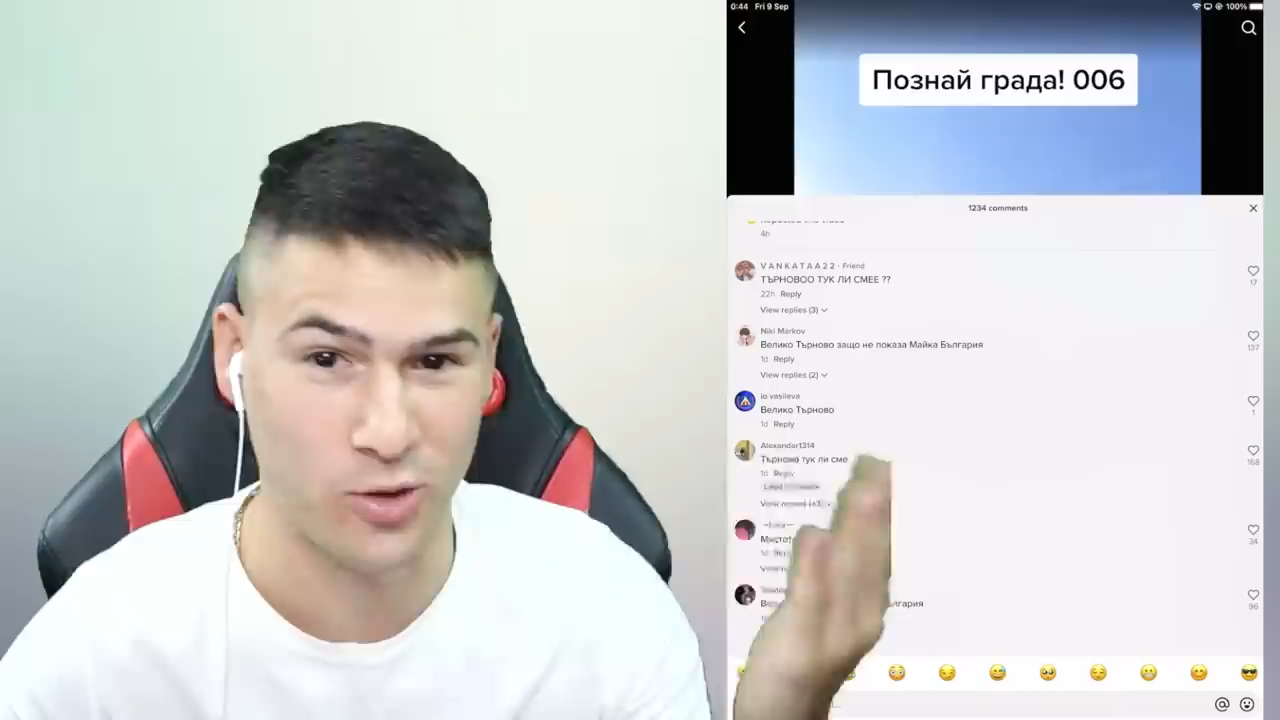 0:44 Fri 9 Sep
100%
Познай града! 006
1234 comments
4h
V A N K A T A A 2 2 · Friend
ТЪРНОВОО ТУК ЛИ СМЕЕ ??
17
22h Reply
View replies (3)
Niki Markov
Велико Търново защо не показа Майка България
137
1d Reply
View replies (2)
io vasileva
Велико Търново
1
1d Reply
Alexandar1314
Търново тук ли сме
168
1d Reply
34
96